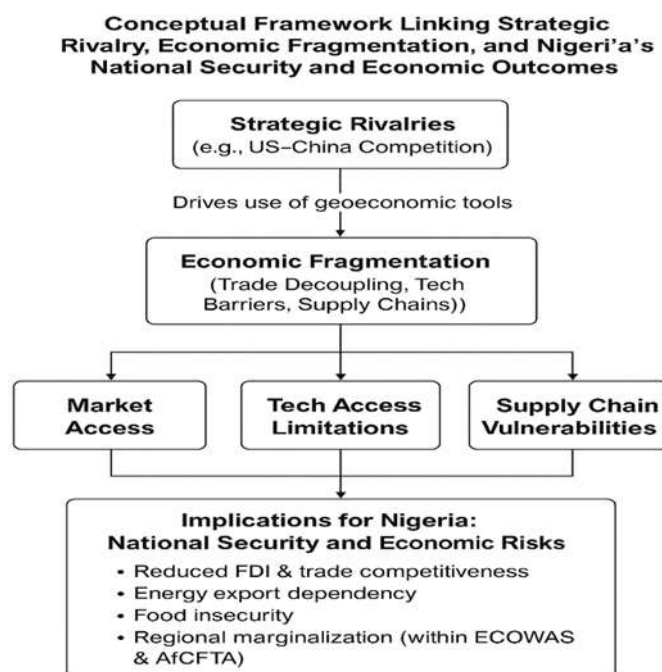 Conceptual Framework Linking Strategic
Rivalry, Economic Fragmentation, and Nigeri'a's
National Security and Economic Outcomes
Strategic Rivalries
(e.g., US–China Competition)
Drives use of geoeconomic tools
Economic Fragmentation
(Trade Decoupling, Tech
Barriers, Supply Chains))
Market
Access
Tech Access
Limitations
Supply Chain
Vulnerabilities
Implications for Nigeria:
National Security and Economic Risks
• Reduced FDI & trade competitiveness
• Energy export dependency
• Food insecurity
• Regional marginalization (within ECOWAS
& AfCFTA)